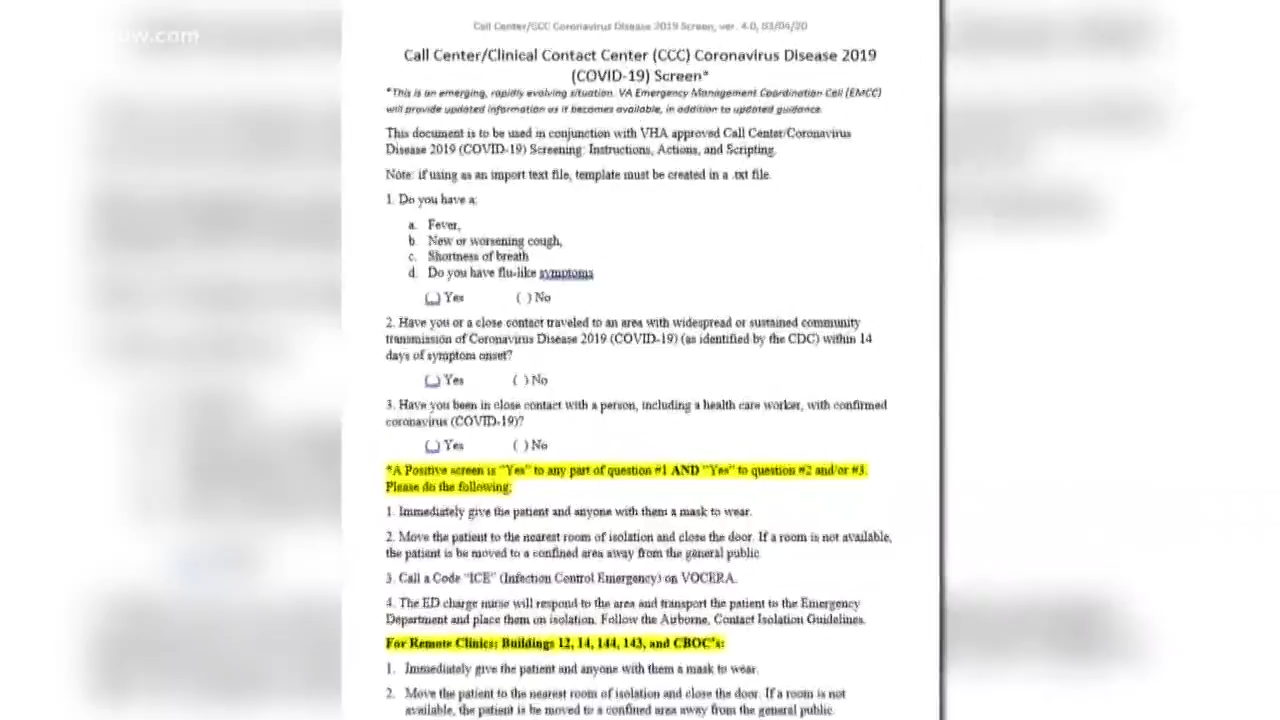 ow.com
Call Center/CCC Coronavirus Disease 2019 Screen, ver. 4.0, 03/04/20
Call Center/Clinical Contact Center (CCC) Coronavirus Disease 2019
(COVID-19) Screen*
*This is an emerging, rapidly evolving situation. VA Emergency Management Coordination Cell (EMCC)
will provide updated information as it becomes available, in addition to updated guidance.
This document is to be used in conjunction with VHA approved Call Center/Coronavirus
Disease 2019 (COVID-19) Screening: Instructions, Actions, and Scripting.
Note: if using as an import text file, template must be created in a .txt file.
1. Do you have a:
a. Fever,
b. New or worsening cough,
c. Shortness of breath
d. Do you have flu-like symptoms
(_) Yes ( ) No
2. Have you or a close contact traveled to an area with widespread or sustained community
transmission of Coronavirus Disease 2019 (COVID-19) (as identified by the CDC) within 14
days of symptom onset?
(_) Yes ( ) No
3. Have you been in close contact with a person, including a health care worker, with confirmed
coronavirus (COVID-19)?
(_) Yes ( ) No
*A Positive screen is "Yes" to any part of question #1 AND "Yes" to question #2 and/or #3.
Please do the following:
1. Immediately give the patient and anyone with them a mask to wear.
2. Move the patient to the nearest room of isolation and close the door. If a room is not available,
the patient is be moved to a confined area away from the general public.
3. Call a Code "ICE" (Infection Control Emergency) on VOCERA.
4. The ED charge nurse will respond to the area and transport the patient to the Emergency
Department and place them on isolation. Follow the Airborne, Contact Isolation Guidelines.
For Remote Clinics: Buildings 12, 14, 144, 143, and CBOC's:
1. Immediately give the patient and anyone with them a mask to wear.
2. Move the patient to the nearest room of isolation and close the door. If a room is not
available, the patient is be moved to a confined area away from the general public.